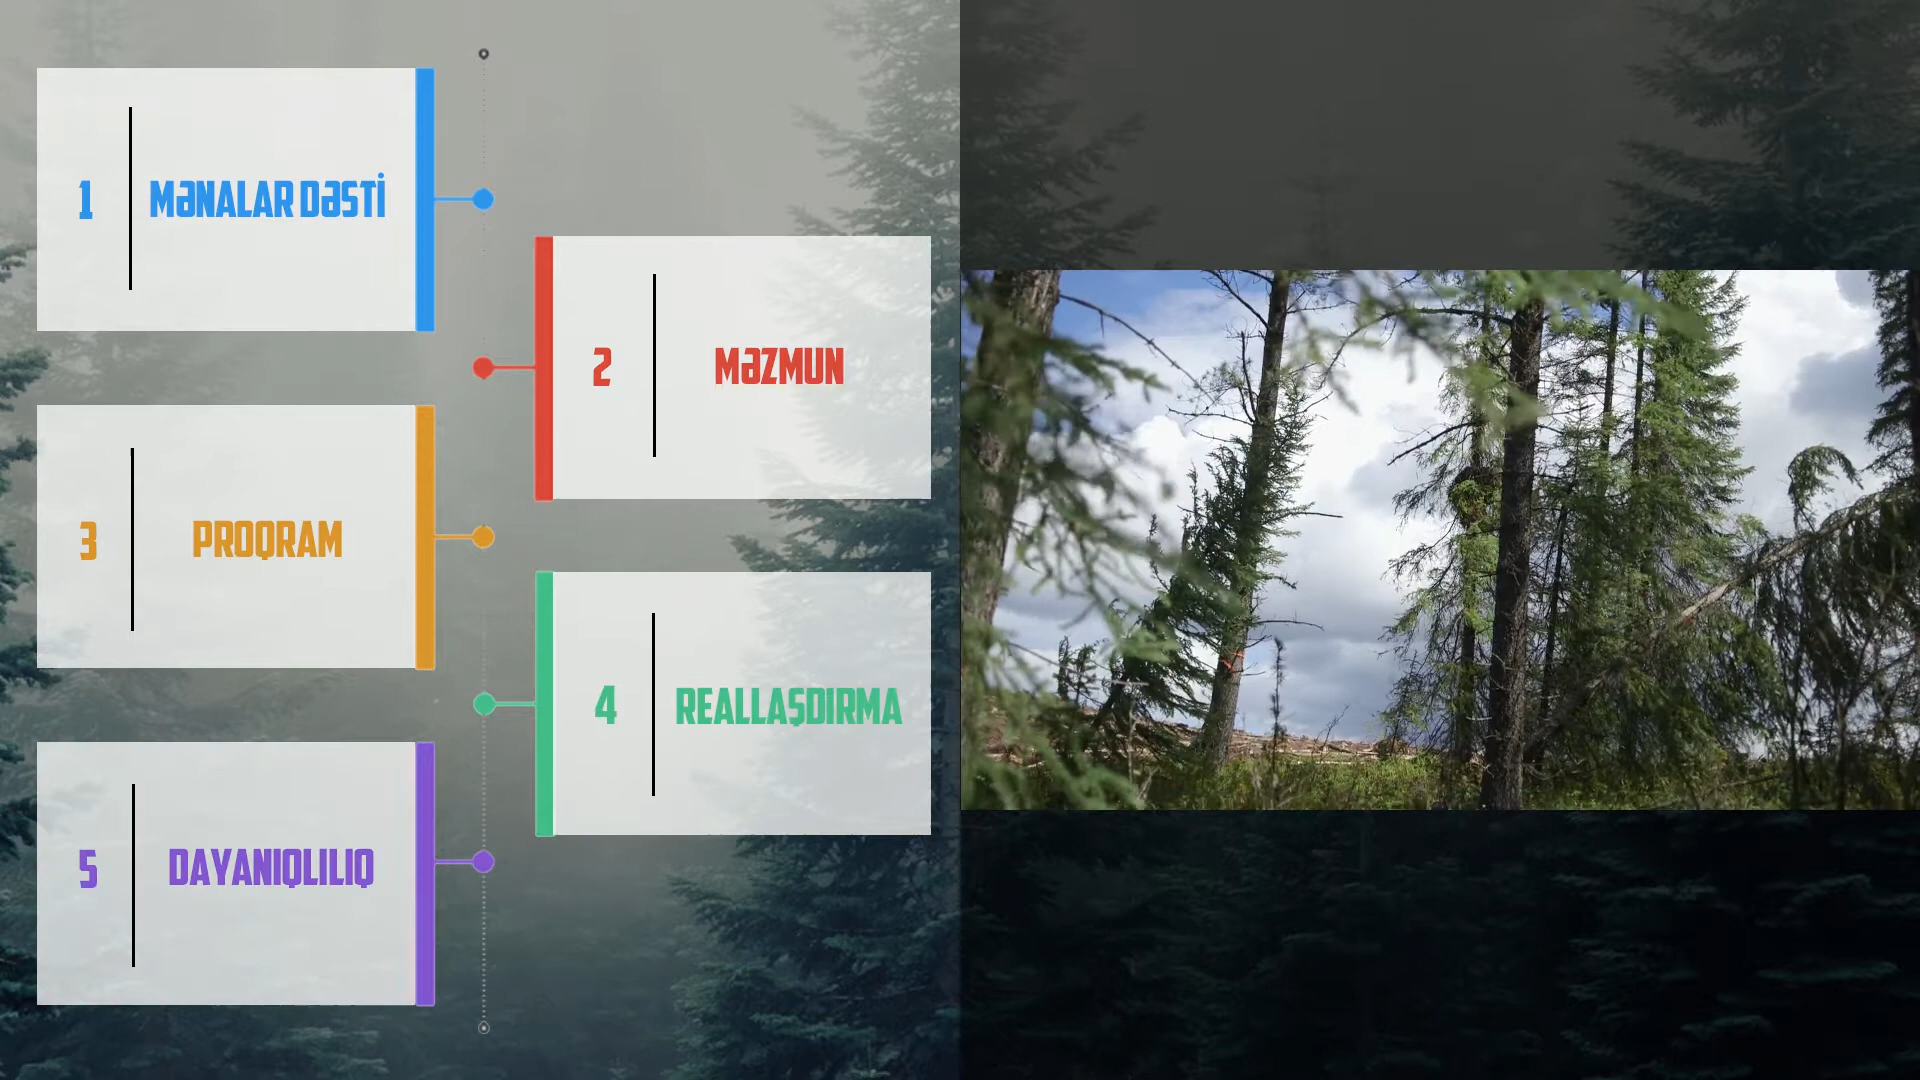 1 MƏNALAR DƏSTİ
2 MƏZMUN
3 PROQRAM
4 REALLAŞDIRMA
5 DAYANIQLILIQ